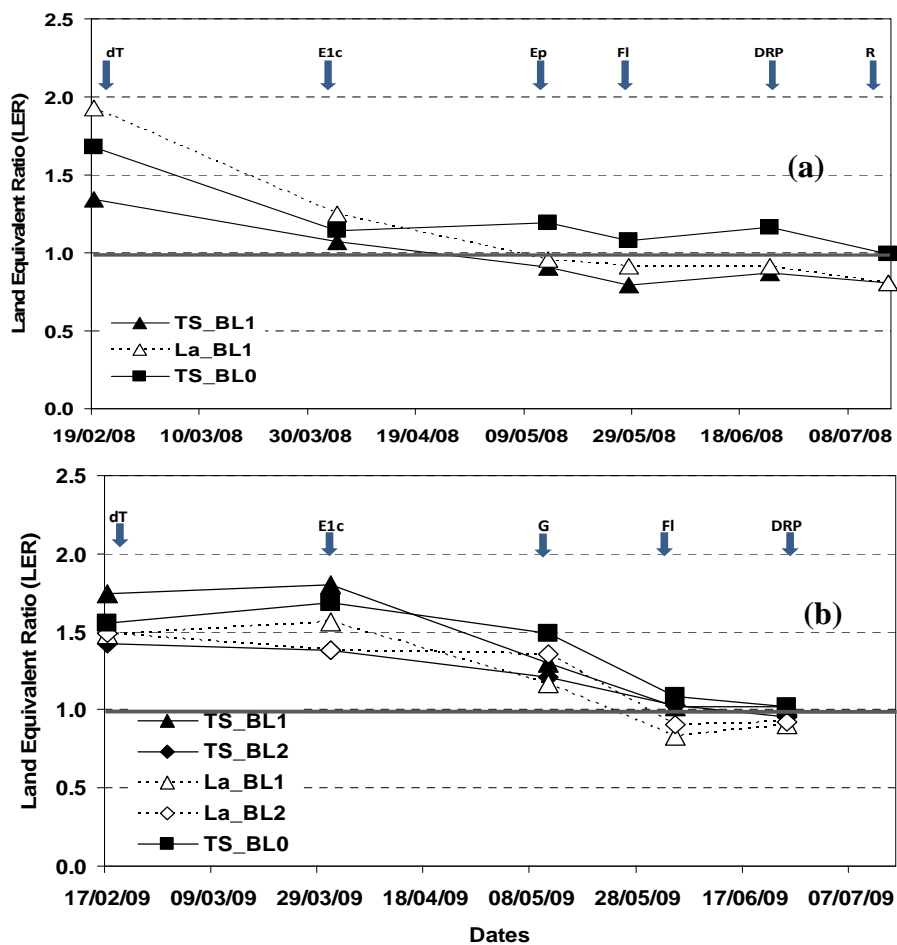 2.5
dT E1c Ep Fl DRP R
2.0
(a)
1.5
1.0
0.5
0.0
Land Equivalent Ratio (LER)
TS_BL1
La_BL1
TS_BL0
19/02/08 10/03/08 30/03/08 19/04/08 09/05/08 29/05/08 18/06/08 08/07/08
2.5
dT E1c G Fl DRP
2.0
(b)
1.5
1.0
0.5
0.0
Land Equivalent Ratio (LER)
TS_BL1
TS_BL2
La_BL1
La_BL2
TS_BL0
17/02/09 09/03/09 29/03/09 18/04/09 08/05/09 28/05/09 17/06/09 07/07/09
Dates